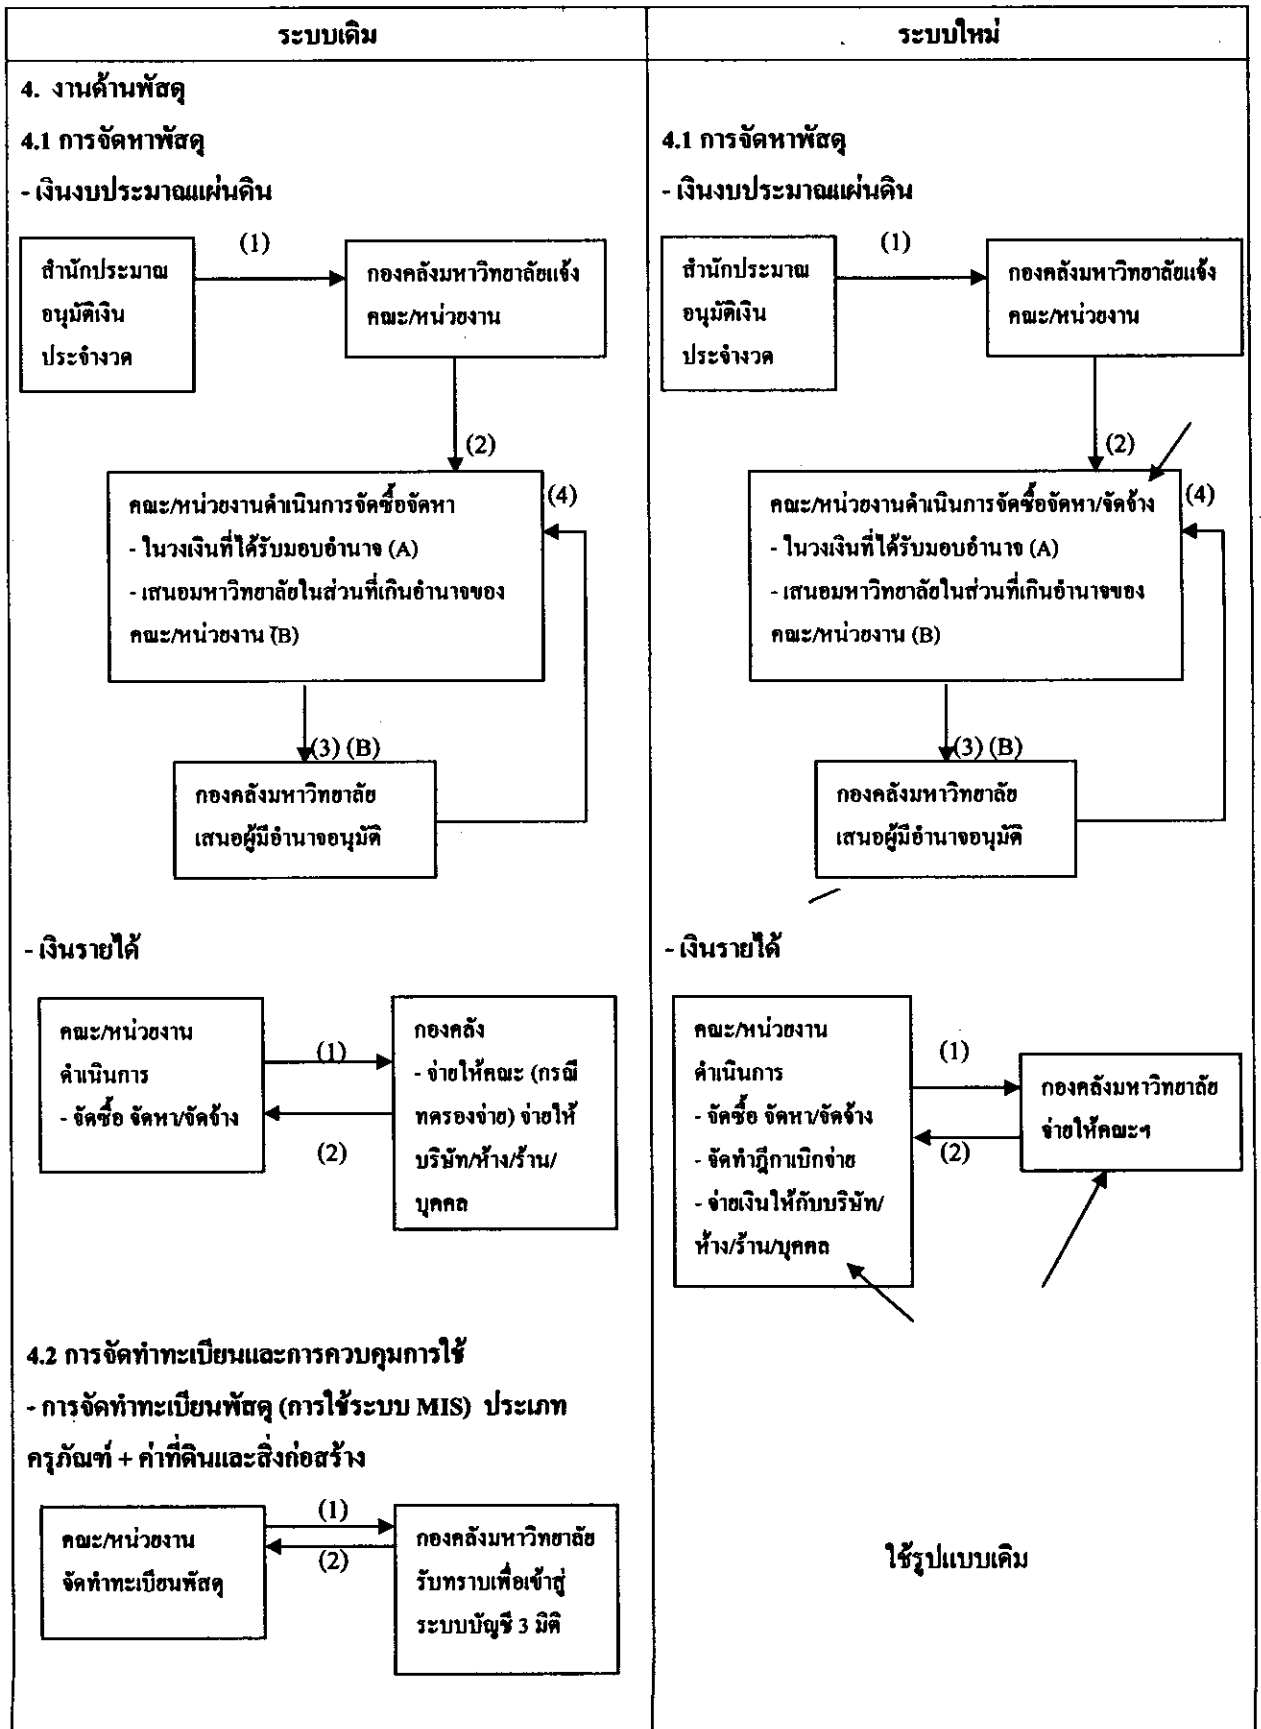 ระบบเดิม
ระบบใหม่
4. งานด้านพัสดุ
4.1 การจัดหาพัสดุ
- เงินงบประมาณแผ่นดิน
(1)
สำนักประมาณ
อนุมัติเงิน
ประจำงวด
กองคลังมหาวิทยาลัยแจ้ง
คณะ/หน่วยงาน
(2)
คณะ/หน่วยงานดำเนินการจัดซื้อจัดหา
- ในวงเงินที่ได้รับมอบอำนาจ (A)
- เสนอมหาวิทยาลัยในส่วนที่เกินอำนาจของ
คณะ/หน่วยงาน (B)
(4)
(3) (B)
กองคลังมหาวิทยาลัย
เสนอผู้มีอำนาจอนุมัติ
- เงินรายได้
คณะ/หน่วยงาน
ดำเนินการ
- จัดซื้อ จัดหา/จัดจ้าง
(1)
(2)
กองคลัง
- จ่ายให้คณะ (กรณี
ทดรองจ่าย) จ่ายให้
บริษัท/ห้าง/ร้าน/
บุคคล
4.2 การจัดทำทะเบียนและการควบคุมการใช้
- การจัดทำทะเบียนพัสดุ (การใช้ระบบ MIS) ประเภท
ครุภัณฑ์ + ค่าที่ดินและสิ่งก่อสร้าง
คณะ/หน่วยงาน
จัดทำทะเบียนพัสดุ
(1)
(2)
กองคลังมหาวิทยาลัย
รับทราบเพื่อเข้าสู่
ระบบบัญชี 3 มิติ
4.1 การจัดหาพัสดุ
- เงินงบประมาณแผ่นดิน
(1)
สำนักประมาณ
อนุมัติเงิน
ประจำงวด
กองคลังมหาวิทยาลัยแจ้ง
คณะ/หน่วยงาน
(2)
คณะ/หน่วยงานดำเนินการจัดซื้อจัดหา/จัดจ้าง
- ในวงเงินที่ได้รับมอบอำนาจ (A)
- เสนอมหาวิทยาลัยในส่วนที่เกินอำนาจของ
คณะ/หน่วยงาน (B)
(4)
(3) (B)
กองคลังมหาวิทยาลัย
เสนอผู้มีอำนาจอนุมัติ
- เงินรายได้
คณะ/หน่วยงาน
ดำเนินการ
- จัดซื้อ จัดหา/จัดจ้าง
- จัดทำฎีกาเบิกจ่าย
- จ่ายเงินให้กับบริษัท/
ห้าง/ร้าน/บุคคล
(1)
(2)
กองคลังมหาวิทยาลัย
จ่ายให้คณะฯ
ใช้รูปแบบเดิม